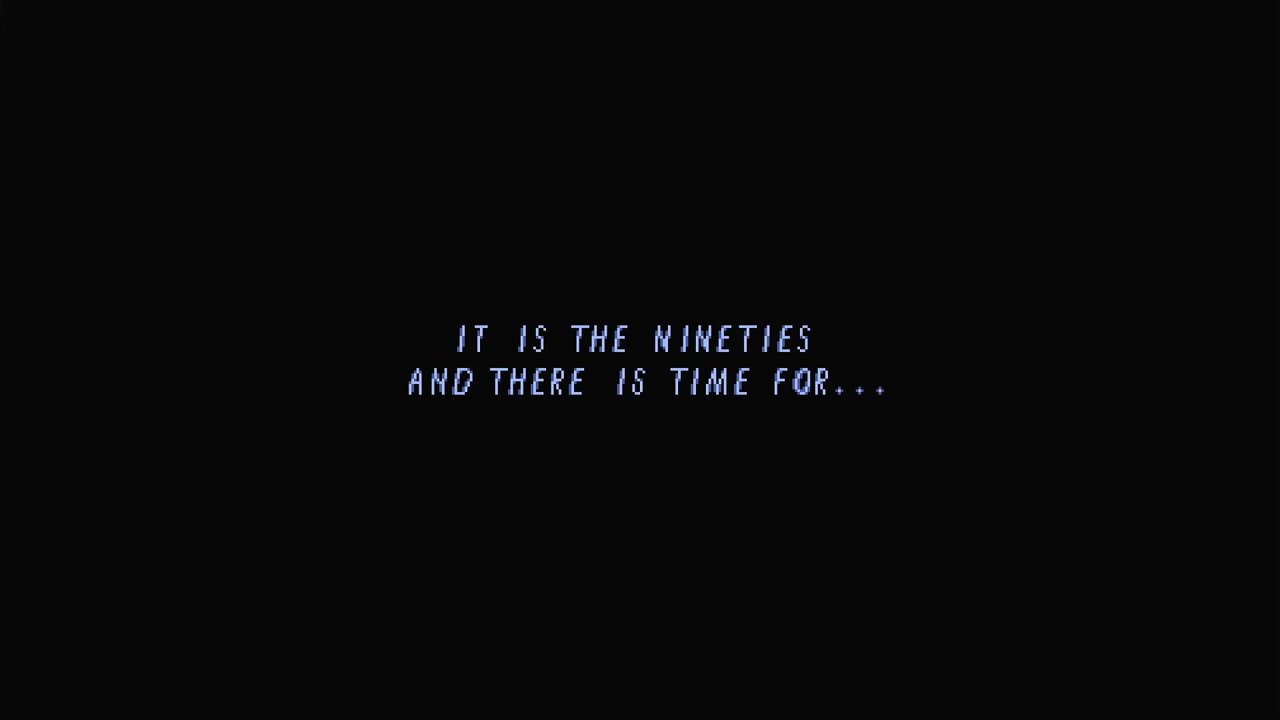 IT IS THE NINETIES
AND THERE IS TIME FOR...